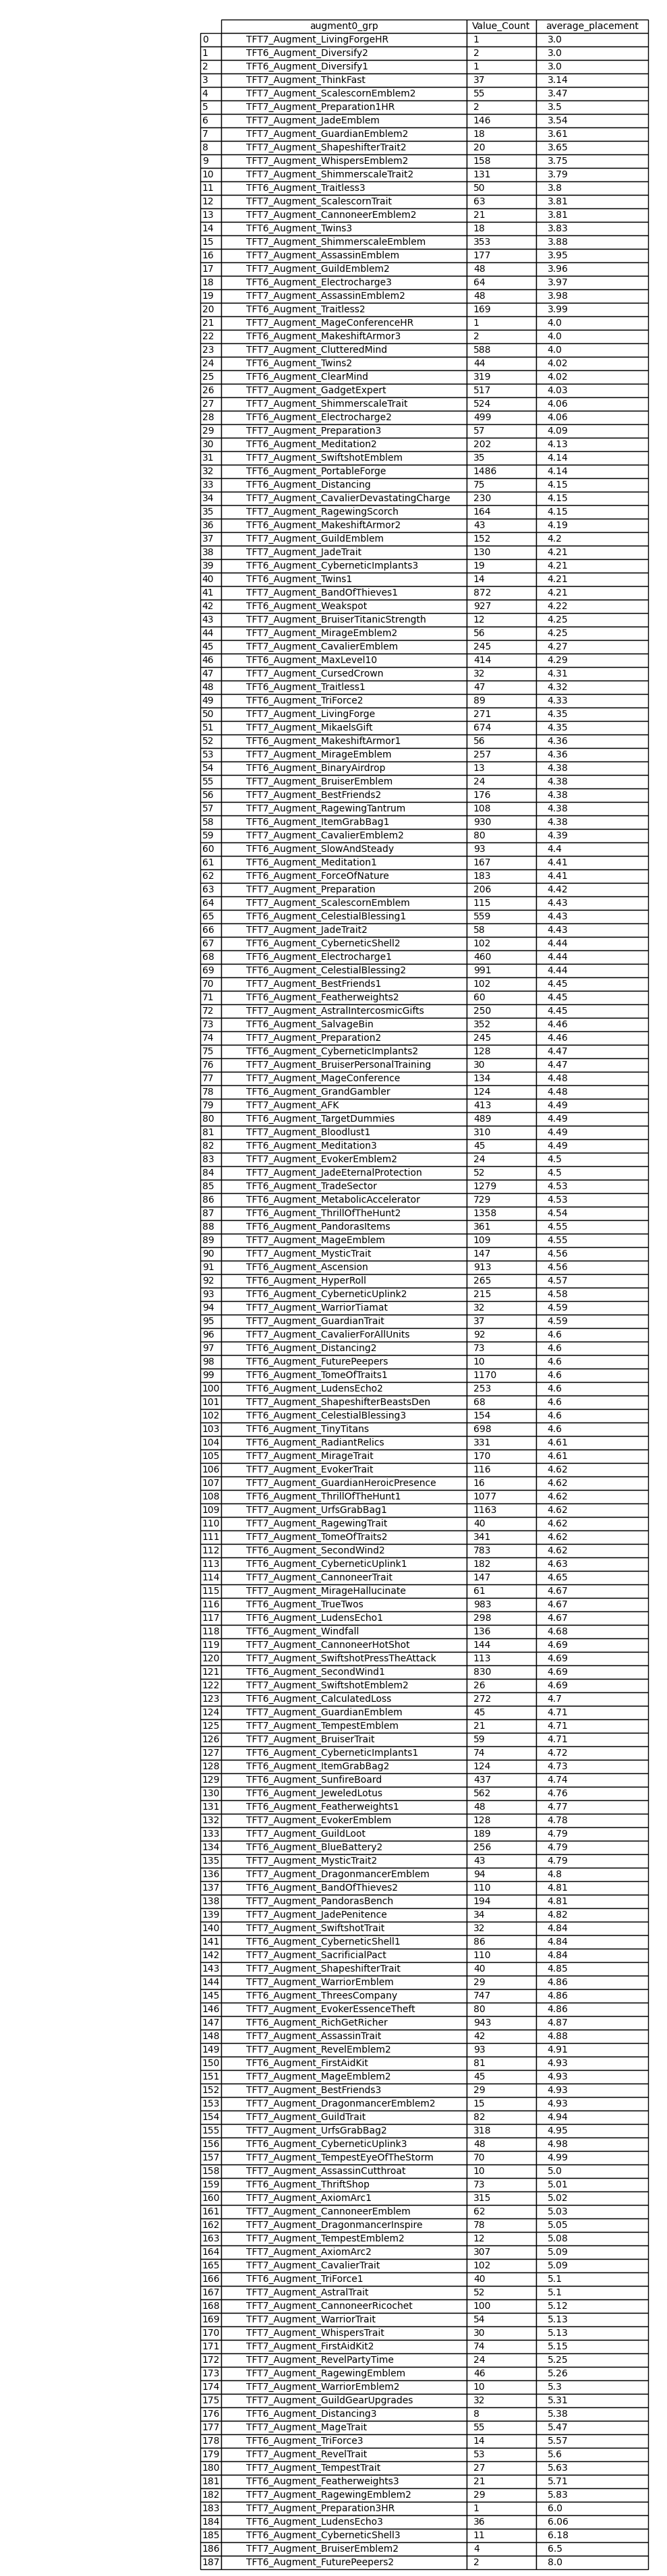 augment0_grp Value_Count average_placement
0 TFT7_Augment_LivingForgeHR 1 3.0
1 TFT6_Augment_Diversify2 2 3.0
2 TFT6_Augment_Diversify1 1 3.0
3 TFT7_Augment_ThinkFast 37 3.14
4 TFT7_Augment_ScalescornEmblem2 55 3.47
5 TFT7_Augment_Preparation1HR 2 3.5
6 TFT7_Augment_JadeEmblem 146 3.54
7 TFT7_Augment_GuardianEmblem2 18 3.61
8 TFT7_Augment_ShapeshifterTrait2 20 3.65
9 TFT7_Augment_WhispersEmblem2 158 3.75
10 TFT7_Augment_ShimmerscaleTrait2 131 3.79
11 TFT6_Augment_Traitless3 50 3.8
12 TFT7_Augment_ScalescornTrait 63 3.81
13 TFT7_Augment_CannoneerEmblem2 21 3.81
14 TFT6_Augment_Twins3 18 3.83
15 TFT7_Augment_ShimmerscaleEmblem 353 3.88
16 TFT7_Augment_AssassinEmblem 177 3.95
17 TFT7_Augment_GuildEmblem2 48 3.96
18 TFT6_Augment_Electrocharge3 64 3.97
19 TFT7_Augment_AssassinEmblem2 48 3.98
20 TFT6_Augment_Traitless2 169 3.99
21 TFT7_Augment_MageConferenceHR 1 4.0
22 TFT6_Augment_MakeshiftArmor3 2 4.0
23 TFT7_Augment_ClutteredMind 588 4.0
24 TFT6_Augment_Twins2 44 4.02
25 TFT6_Augment_ClearMind 319 4.02
26 TFT7_Augment_GadgetExpert 517 4.03
27 TFT7_Augment_ShimmerscaleTrait 524 4.06
28 TFT6_Augment_Electrocharge2 499 4.06
29 TFT7_Augment_Preparation3 57 4.09
30 TFT6_Augment_Meditation2 202 4.13
31 TFT7_Augment_SwiftshotEmblem 35 4.14
32 TFT6_Augment_PortableForge 1486 4.14
33 TFT6_Augment_Distancing 75 4.15
34 TFT7_Augment_CavalierDevastatingCharge 230 4.15
35 TFT7_Augment_RagewingScorch 164 4.15
36 TFT6_Augment_MakeshiftArmor2 43 4.19
37 TFT7_Augment_GuildEmblem 152 4.2
38 TFT7_Augment_JadeTrait 130 4.21
39 TFT6_Augment_CyberneticImplants3 19 4.21
40 TFT6_Augment_Twins1 14 4.21
41 TFT7_Augment_BandOfThieves1 872 4.21
42 TFT6_Augment_Weakspot 927 4.22
43 TFT7_Augment_BruiserTitanicStrength 12 4.25
44 TFT7_Augment_MirageEmblem2 56 4.25
45 TFT7_Augment_CavalierEmblem 245 4.27
46 TFT6_Augment_MaxLevel10 414 4.29
47 TFT7_Augment_CursedCrown 32 4.31
48 TFT6_Augment_Traitless1 47 4.32
49 TFT6_Augment_TriForce2 89 4.33
50 TFT7_Augment_LivingForge 271 4.35
51 TFT7_Augment_MikaelsGift 674 4.35
52 TFT6_Augment_MakeshiftArmor1 56 4.36
53 TFT7_Augment_MirageEmblem 257 4.36
54 TFT6_Augment_BinaryAirdrop 13 4.38
55 TFT7_Augment_BruiserEmblem 24 4.38
56 TFT7_Augment_BestFriends2 176 4.38
57 TFT7_Augment_RagewingTantrum 108 4.38
58 TFT6_Augment_ItemGrabBag1 930 4.38
59 TFT7_Augment_CavalierEmblem2 80 4.39
60 TFT6_Augment_SlowAndSteady 93 4.4
61 TFT6_Augment_Meditation1 167 4.41
62 TFT6_Augment_ForceOfNature 183 4.41
63 TFT7_Augment_Preparation 206 4.42
64 TFT7_Augment_ScalescornEmblem 115 4.43
65 TFT6_Augment_CelestialBlessing1 559 4.43
66 TFT7_Augment_JadeTrait2 58 4.43
67 TFT6_Augment_CyberneticShell2 102 4.44
68 TFT6_Augment_Electrocharge1 460 4.44
69 TFT6_Augment_CelestialBlessing2 991 4.44
70 TFT7_Augment_BestFriends1 102 4.45
71 TFT6_Augment_Featherweights2 60 4.45
72 TFT7_Augment_AstralIntercosmicGifts 250 4.45
73 TFT6_Augment_SalvageBin 352 4.46
74 TFT7_Augment_Preparation2 245 4.46
75 TFT6_Augment_CyberneticImplants2 128 4.47
76 TFT7_Augment_BruiserPersonalTraining 30 4.47
77 TFT7_Augment_MageConference 134 4.48
78 TFT6_Augment_GrandGambler 124 4.48
79 TFT7_Augment_AFK 413 4.49
80 TFT6_Augment_TargetDummies 489 4.49
81 TFT7_Augment_Bloodlust1 310 4.49
82 TFT6_Augment_Meditation3 45 4.49
83 TFT7_Augment_EvokerEmblem2 24 4.5
84 TFT7_Augment_JadeEternalProtection 52 4.5
85 TFT6_Augment_TradeSector 1279 4.53
86 TFT6_Augment_MetabolicAccelerator 729 4.53
87 TFT6_Augment_ThrillOfTheHunt2 1358 4.54
88 TFT6_Augment_PandorasItems 361 4.55
89 TFT7_Augment_MageEmblem 109 4.55
90 TFT7_Augment_MysticTrait 147 4.56
91 TFT6_Augment_Ascension 913 4.56
92 TFT6_Augment_HyperRoll 265 4.57
93 TFT6_Augment_CyberneticUplink2 215 4.58
94 TFT7_Augment_WarriorTiamat 32 4.59
95 TFT7_Augment_GuardianTrait 37 4.59
96 TFT7_Augment_CavalierForAllUnits 92 4.6
97 TFT6_Augment_Distancing2 73 4.6
98 TFT6_Augment_FuturePeepers 10 4.6
99 TFT6_Augment_TomeOfTraits1 1170 4.6
100 TFT6_Augment_LudensEcho2 253 4.6
101 TFT7_Augment_ShapeshifterBeastsDen 68 4.6
102 TFT6_Augment_CelestialBlessing3 154 4.6
103 TFT6_Augment_TinyTitans 698 4.6
104 TFT6_Augment_RadiantRelics 331 4.61
105 TFT7_Augment_MirageTrait 170 4.61
106 TFT7_Augment_EvokerTrait 116 4.62
107 TFT7_Augment_GuardianHeroicPresence 16 4.62
108 TFT6_Augment_ThrillOfTheHunt1 1077 4.62
109 TFT7_Augment_UrfsGrabBag1 1163 4.62
110 TFT7_Augment_RagewingTrait 40 4.62
111 TFT6_Augment_TomeOfTraits2 341 4.62
112 TFT6_Augment_SecondWind2 783 4.62
113 TFT6_Augment_CyberneticUplink1 182 4.63
114 TFT7_Augment_CannoneerTrait 147 4.65
115 TFT7_Augment_MirageHallucinate 61 4.67
116 TFT6_Augment_TrueTwos 983 4.67
117 TFT6_Augment_LudensEcho1 298 4.67
118 TFT6_Augment_Windfall 136 4.68
119 TFT7_Augment_CannoneerHotShot 144 4.69
120 TFT7_Augment_SwiftshotPressTheAttack 113 4.69
121 TFT6_Augment_SecondWind1 830 4.69
122 TFT7_Augment_SwiftshotEmblem2 26 4.69
123 TFT6_Augment_CalculatedLoss 272 4.7
124 TFT7_Augment_GuardianEmblem 45 4.71
125 TFT7_Augment_TempestEmblem 21 4.71
126 TFT7_Augment_BruiserTrait 59 4.71
127 TFT6_Augment_CyberneticImplants1 74 4.72
128 TFT6_Augment_ItemGrabBag2 124 4.73
129 TFT6_Augment_SunfireBoard 437 4.74
130 TFT6_Augment_JeweledLotus 562 4.76
131 TFT6_Augment_Featherweights1 48 4.77
132 TFT7_Augment_EvokerEmblem 128 4.78
133 TFT7_Augment_GuildLoot 189 4.79
134 TFT6_Augment_BlueBattery2 256 4.79
135 TFT7_Augment_MysticTrait2 43 4.79
136 TFT7_Augment_DragonmancerEmblem 94 4.8
137 TFT6_Augment_BandOfThieves2 110 4.81
138 TFT7_Augment_PandorasBench 194 4.81
139 TFT7_Augment_JadePenitence 34 4.82
140 TFT7_Augment_SwiftshotTrait 32 4.84
141 TFT6_Augment_CyberneticShell1 86 4.84
142 TFT7_Augment_SacrificialPact 110 4.84
143 TFT7_Augment_ShapeshifterTrait 40 4.85
144 TFT7_Augment_WarriorEmblem 29 4.86
145 TFT6_Augment_ThreesCompany 747 4.86
146 TFT7_Augment_EvokerEssenceTheft 80 4.86
147 TFT6_Augment_RichGetRicher 943 4.87
148 TFT7_Augment_AssassinTrait 42 4.88
149 TFT7_Augment_RevelEmblem2 93 4.91
150 TFT6_Augment_FirstAidKit 81 4.93
151 TFT7_Augment_MageEmblem2 45 4.93
152 TFT7_Augment_BestFriends3 29 4.93
153 TFT7_Augment_DragonmancerEmblem2 15 4.93
154 TFT7_Augment_GuildTrait 82 4.94
155 TFT7_Augment_UrfsGrabBag2 318 4.95
156 TFT6_Augment_CyberneticUplink3 48 4.98
157 TFT7_Augment_TempestEyeOfTheStorm 70 4.99
158 TFT7_Augment_AssassinCutthroat 10 5.0
159 TFT6_Augment_ThriftShop 73 5.01
160 TFT7_Augment_AxiomArc1 315 5.02
161 TFT7_Augment_CannoneerEmblem 62 5.03
162 TFT7_Augment_DragonmancerInspire 78 5.05
163 TFT7_Augment_TempestEmblem2 12 5.08
164 TFT7_Augment_AxiomArc2 307 5.09
165 TFT7_Augment_CavalierTrait 102 5.09
166 TFT6_Augment_TriForce1 40 5.1
167 TFT7_Augment_AstralTrait 52 5.1
168 TFT7_Augment_CannoneerRicochet 100 5.12
169 TFT7_Augment_WarriorTrait 54 5.13
170 TFT7_Augment_WhispersTrait 30 5.13
171 TFT7_Augment_FirstAidKit2 74 5.15
172 TFT7_Augment_RevelPartyTime 24 5.25
173 TFT7_Augment_RagewingEmblem 46 5.26
174 TFT7_Augment_WarriorEmblem2 10 5.3
175 TFT7_Augment_GuildGearUpgrades 32 5.31
176 TFT6_Augment_Distancing3 8 5.38
177 TFT7_Augment_MageTrait 55 5.47
178 TFT6_Augment_TriForce3 14 5.57
179 TFT7_Augment_RevelTrait 53 5.6
180 TFT7_Augment_TempestTrait 27 5.63
181 TFT6_Augment_Featherweights3 21 5.71
182 TFT7_Augment_RagewingEmblem2 29 5.83
183 TFT7_Augment_Preparation3HR 1 6.0
184 TFT6_Augment_LudensEcho3 36 6.06
185 TFT6_Augment_CyberneticShell3 11 6.18
186 TFT7_Augment_BruiserEmblem2 4 6.5
187 TFT6_Augment_FuturePeepers2 2 8.0